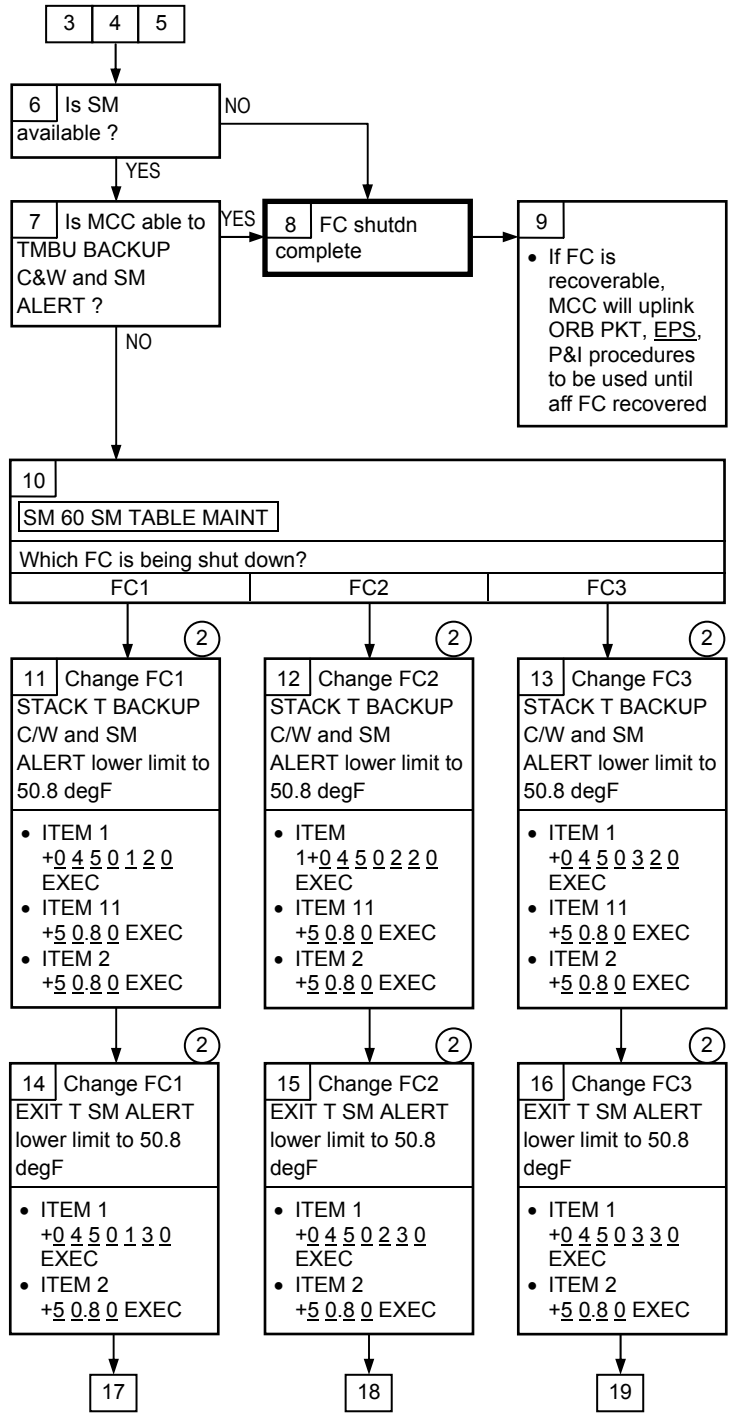 3 4 5
6 Is SM
available ?
NO
YES
7 Is MCC able to
TMBU BACKUP
C&W and SM
ALERT ?
YES
NO
8 FC shutdn
complete
9
• If FC is
recoverable,
MCC will uplink
ORB PKT, EPS,
P&I procedures
to be used until
aff FC recovered
10
SM 60 SM TABLE MAINT
Which FC is being shut down?
FC1 FC2 FC3
2
11 Change FC1
STACK T BACKUP
C/W and SM
ALERT lower limit to
50.8 degF
• ITEM 1
+0 4 5 0 1 2 0
EXEC
• ITEM 11
+5 0.8 0 EXEC
• ITEM 2
+5 0.8 0 EXEC
2
12 Change FC2
STACK T BACKUP
C/W and SM
ALERT lower limit to
50.8 degF
• ITEM
1+0 4 5 0 2 2 0
EXEC
• ITEM 11
+5 0.8 0 EXEC
• ITEM 2
+5 0.8 0 EXEC
2
13 Change FC3
STACK T BACKUP
C/W and SM
ALERT lower limit to
50.8 degF
• ITEM 1
+0 4 5 0 3 2 0
EXEC
• ITEM 11
+5 0.8 0 EXEC
• ITEM 2
+5 0.8 0 EXEC
2
14 Change FC1
EXIT T SM ALERT
lower limit to 50.8
degF
• ITEM 1
+0 4 5 0 1 3 0
EXEC
• ITEM 2
+5 0.8 0 EXEC
2
15 Change FC2
EXIT T SM ALERT
lower limit to 50.8
degF
• ITEM 1
+0 4 5 0 2 3 0
EXEC
• ITEM 2
+5 0.8 0 EXEC
2
16 Change FC3
EXIT T SM ALERT
lower limit to 50.8
degF
• ITEM 1
+0 4 5 0 3 3 0
EXEC
• ITEM 2
+5 0.8 0 EXEC
17 18 19